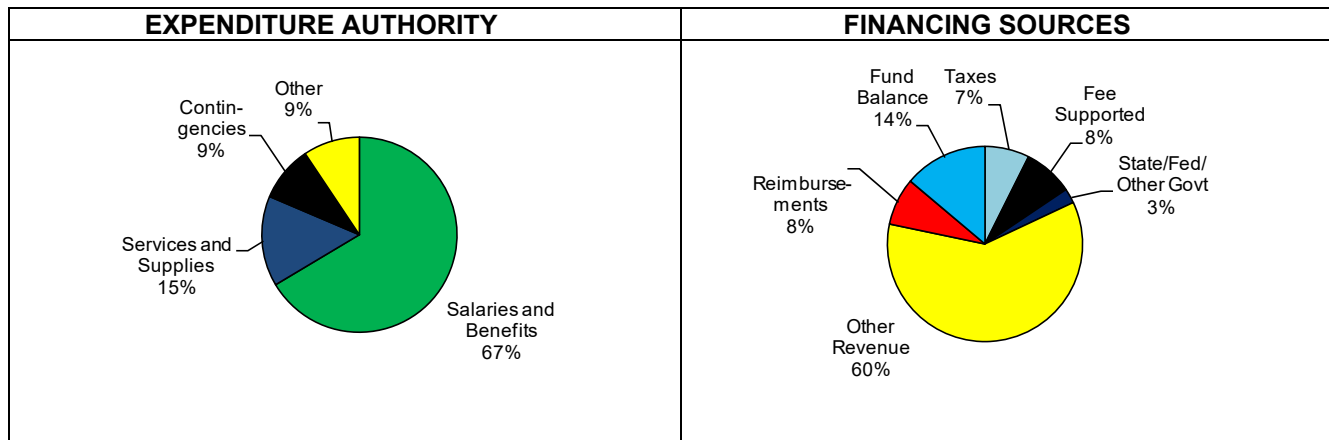 EXPENDITURE AUTHORITY
Other
9%
Contin-
gencies
9%
Services and
Supplies
15%
Salaries and
Benefits
67%
FINANCING SOURCES
Fund
Balance
14%
Taxes
7%
Fee
Supported
8%
State/Fed/
Other Govt
3%
Reimburse-
ments
8%
Other
Revenue
60%